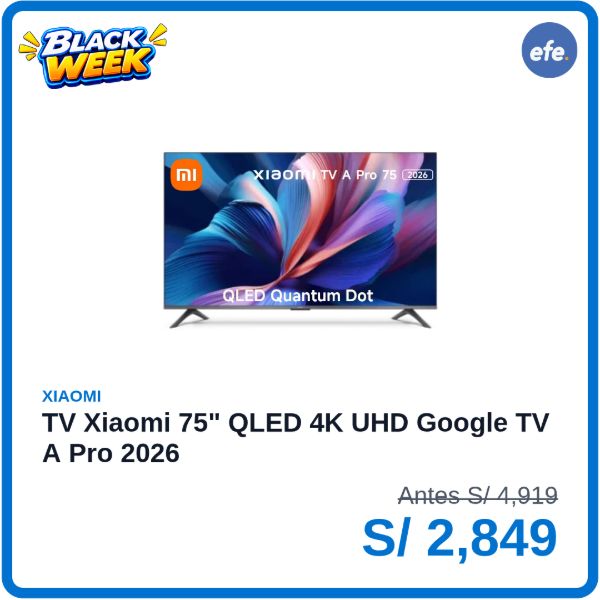 BLACK
WEEK
efe.
xiaomi TV A Pro 75 2026
QLED Quantum Dot
XIAOMI
TV Xiaomi 75" QLED 4K UHD Google TV
A Pro 2026
Antes S/ 4,919
S/ 2,849